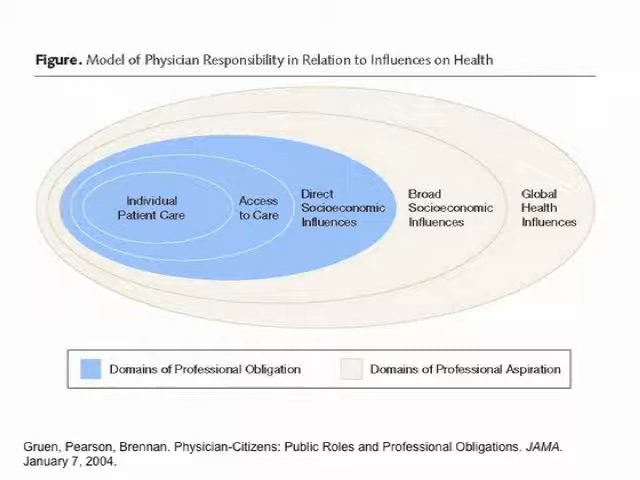 Figure. Model of Physician Responsibility in Relation to Influences on Health
Individual
Patient Care
Access
to Care
Direct
Socioeconomic
Influences
Broad
Socioeconomic
Influences
Global
Health
Influences
Domains of Professional Obligation
Domains of Professional Aspiration
Gruen, Pearson, Brennan. Physician-Citizens: Public Roles and Professional Obligations. JAMA.
January 7, 2004.